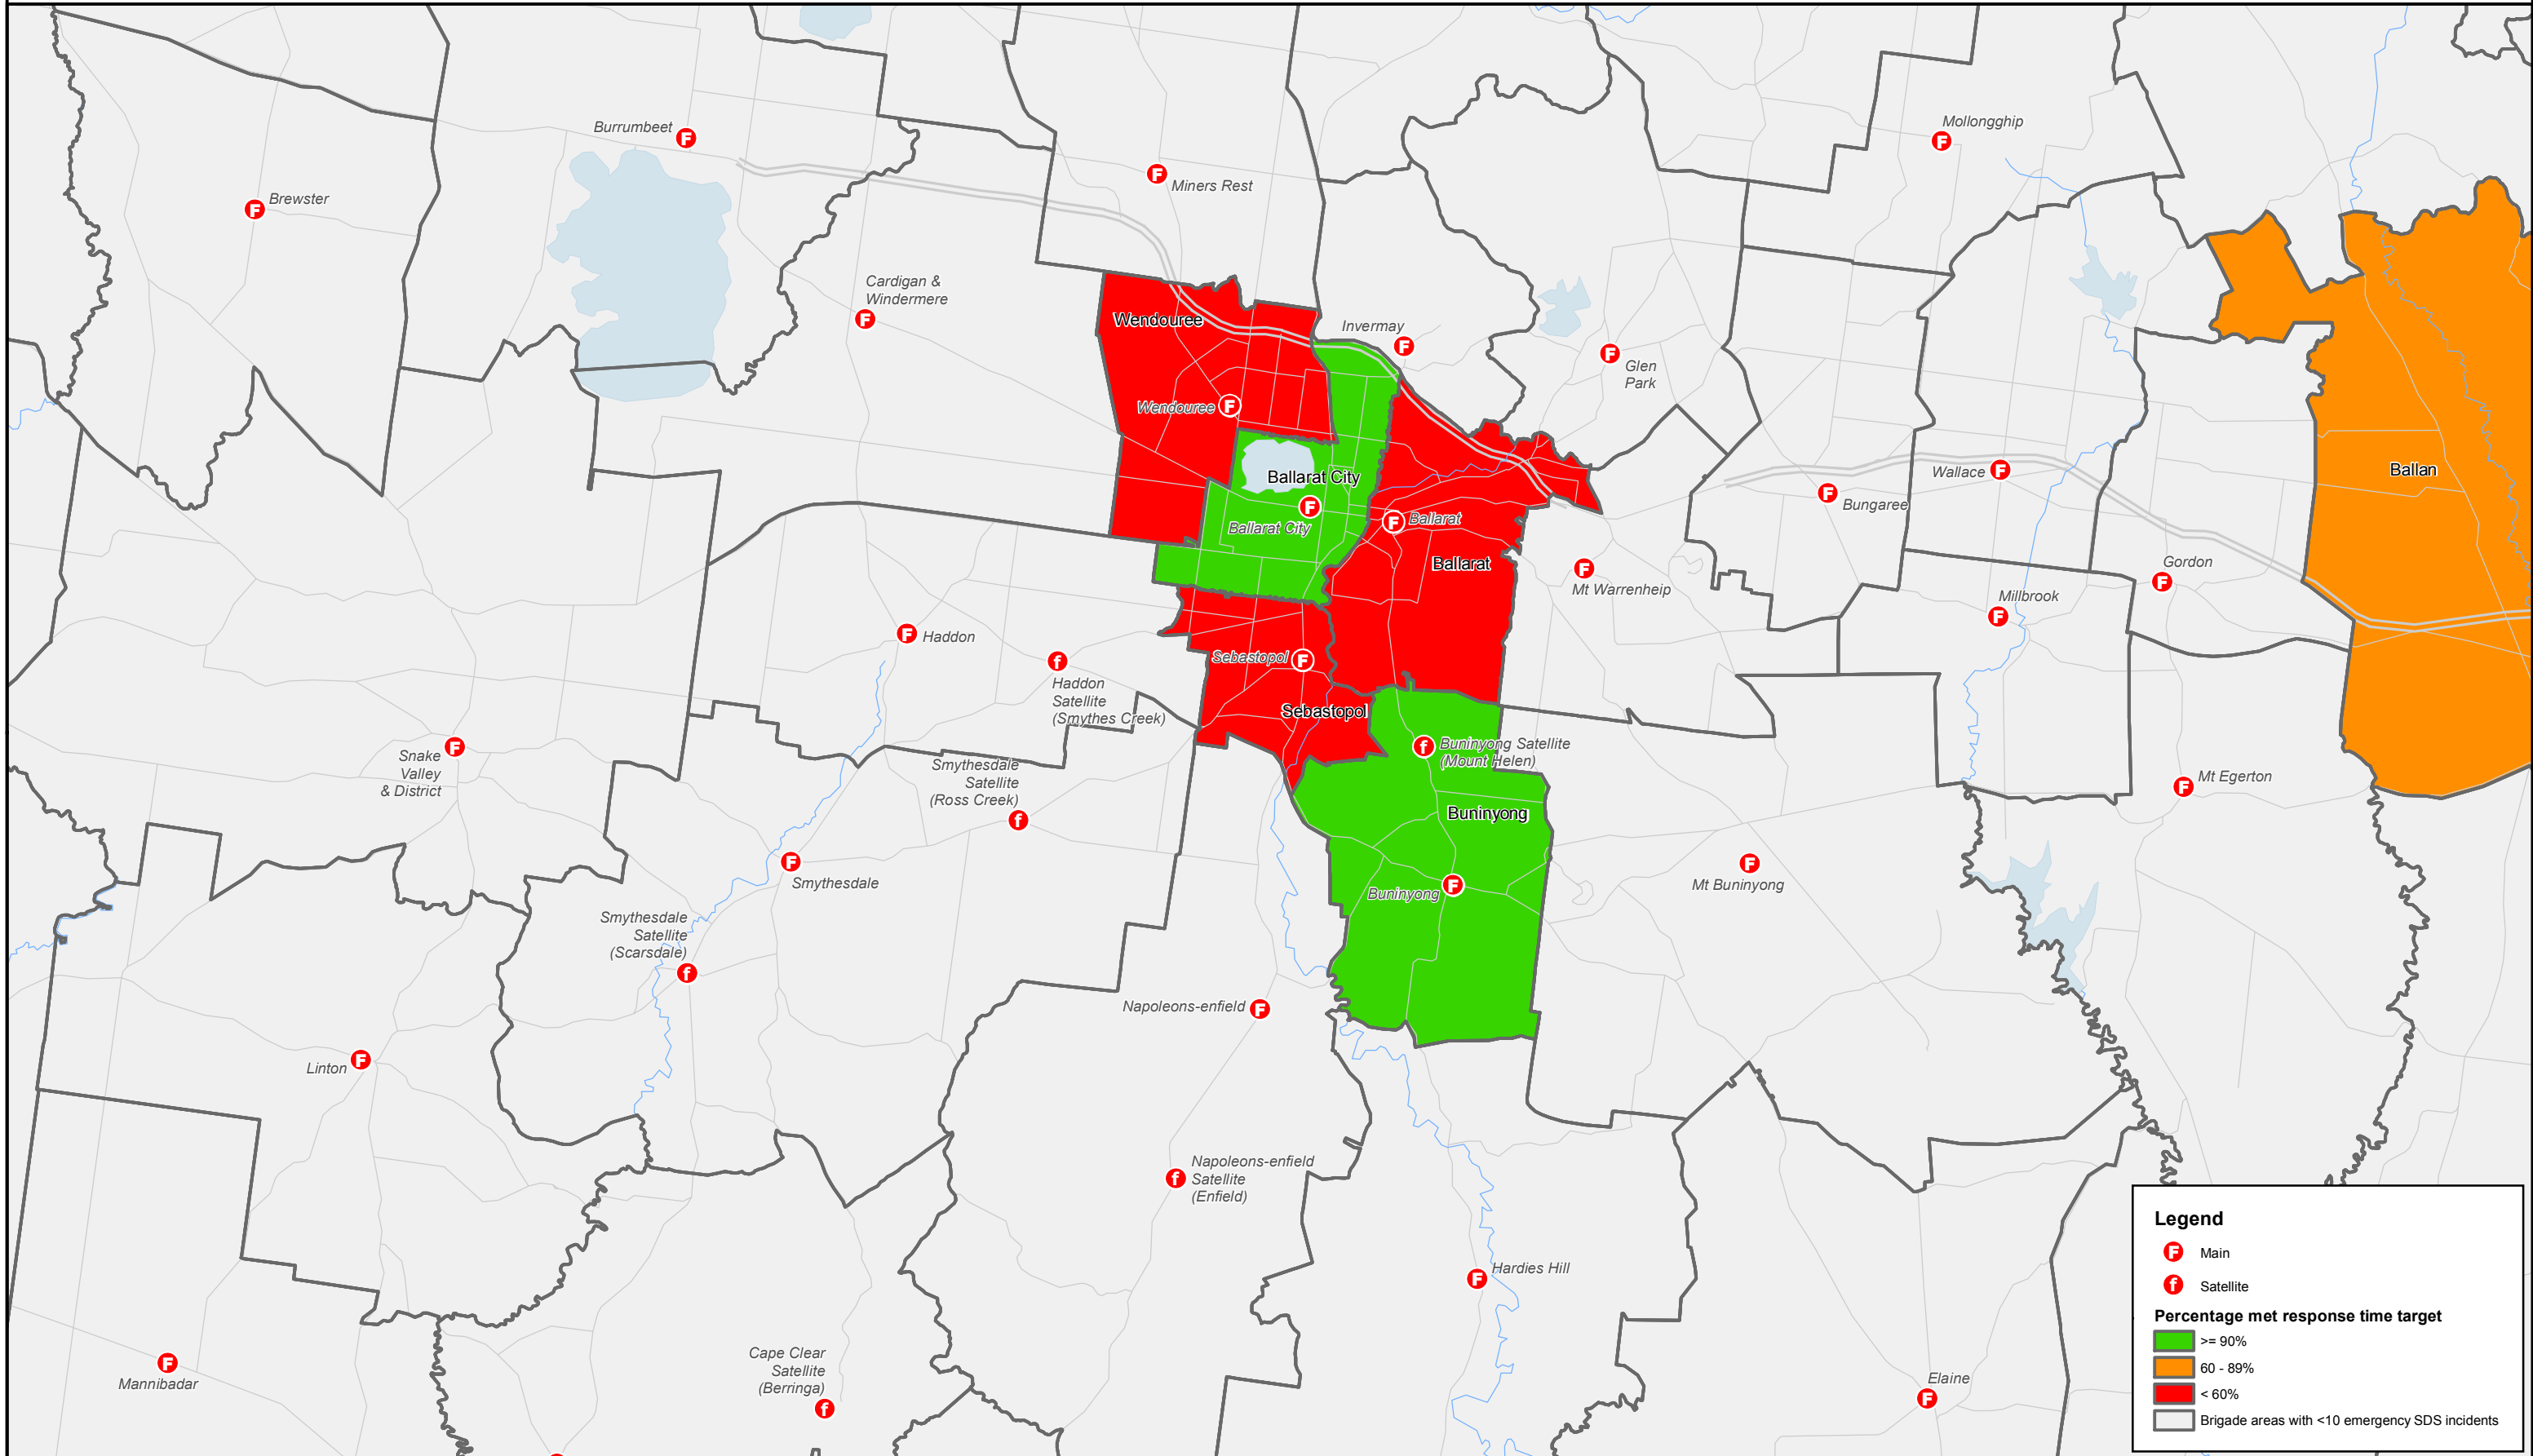 Mollongghip
Burrumbeet
Miners Rest
Brewster
Cardigan &
Windermere
Wendouree
Invermay
Glen
Park
Wendouree
Ballarat City
Ballan
Wallace
Bungaree
Ballarat City
Ballarat
Ballarat
Gordon
Mt Warrenheip
Millbrook
Haddon
Sebastopol
Haddon
Satellite
(Smythes Creek)
Sebastopol
Snake
Valley
& District
Buninyong Satellite
(Mount Helen)
Smythesdale
Satellite
(Ross Creek)
Mt Egerton
Buninyong
Smythesdale
Mt Buninyong
Buninyong
Smythesdale
Satellite
(Scarsdale)
Napoleons-enfield
Linton
Napoleons-enfield
Satellite
(Enfield)
Hardies Hill
Mannibadar
Cape Clear
Satellite
(Berringa)
Elaine
Legend
F Main
f Satellite
Percentage met response time target
>= 90%
60 - 89%
< 60%
Brigade areas with <10 emergency SDS incidents